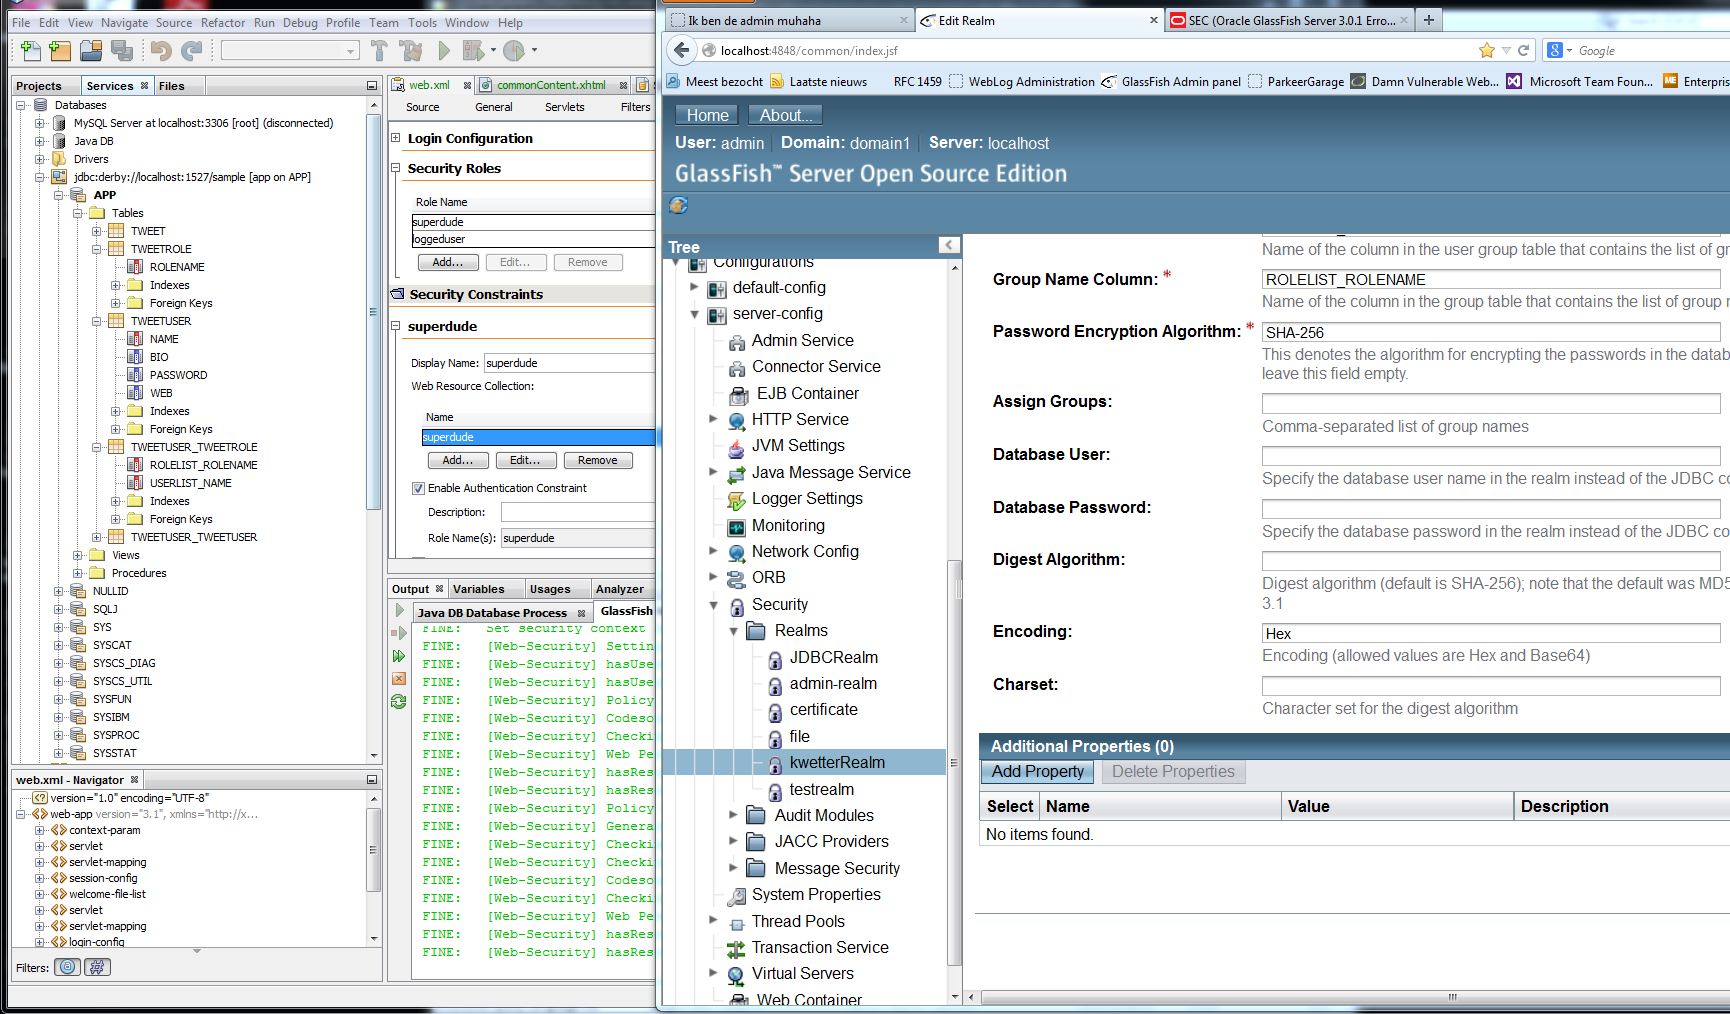 File Edit View Navigate Source Refactor Run Debug Profile Team Tools Window Help
Projects Services Files
Databases
MySQL Server at localhost:3306 [root] (disconnected)
Java DB
Drivers
jdbc:derby://localhost:1527/sample [app on APP]
APP
Tables
TWEET
TWEETROLE
ROLENAME
Indexes
Foreign Keys
TWEETUSER
NAME
BIO
PASSWORD
WEB
Indexes
Foreign Keys
TWEETUSER_TWEETROLE
ROLELIST_ROLENAME
USERLIST_NAME
Indexes
Foreign Keys
TWEETUSER_TWEETUSER
Views
Procedures
NULLID
SQLJ
SYS
SYSCAT
SYSCS_DIAG
SYSCS_UTIL
SYSFUN
SYSIBM
SYSPROC
SYSSTAT
web.xml - Navigator
version="1.0" encoding="UTF-8"
web-app version="3.1", xmlns="http://x...
context-param
servlet
servlet-mapping
session-config
welcome-file-list
servlet
servlet-mapping
login-config
Filters:
web.xml commonContent.xhtml
Source General Servlets Filters
Login Configuration
Security Roles
Role Name
superdude
loggeduser
Add... Edit... Remove
Security Constraints
superdude
Display Name: superdude
Web Resource Collection:
Name
superdude
Add... Edit... Remove
Enable Authentication Constraint
Description:
Role Name(s): superdude
Output Variables Usages Analyzer
Java DB Database Process GlassFish
FINE: Set security context
FINE: [Web-Security] Settin
FINE: [Web-Security] hasUse
FINE: [Web-Security] hasUse
FINE: [Web-Security] Policy
FINE: [Web-Security] Codeso
FINE: [Web-Security] Checki
FINE: [Web-Security] Web Pe
FINE: [Web-Security] hasRes
FINE: [Web-Security] hasRes
FINE: [Web-Security] Policy
FINE: [Web-Security] Genera
FINE: [Web-Security] Checki
FINE: [Web-Security] Checki
FINE: [Web-Security] Codeso
FINE: [Web-Security] Checki
FINE: [Web-Security] Web Pe
FINE: [Web-Security] hasRes
FINE: [Web-Security] hasRes
Ik ben de admin muhaha Edit Realm SEC (Oracle GlassFish Server 3.0.1 Erro...
localhost:4848/common/index.jsf Google
Meest bezocht Laatste nieuws RFC 1459 WebLog Administration GlassFish Admin panel ParkeerGarage Damn Vulnerable Web... Microsoft Team Foun... Enterpris
Home About...
User: admin Domain: domain1 Server: localhost
GlassFish™ Server Open Source Edition
Tree
Configurations
default-config
server-config
Admin Service
Connector Service
EJB Container
HTTP Service
JVM Settings
Java Message Service
Logger Settings
Monitoring
Network Config
ORB
Security
Realms
JDBCRealm
admin-realm
certificate
file
kwetterRealm
testrealm
Audit Modules
JACC Providers
Message Security
System Properties
Thread Pools
Transaction Service
Virtual Servers
Web Container
Name of the column in the user group table that contains the list of gr
Group Name Column: * ROLELIST_ROLENAME
Name of the column in the group table that contains the list of group n
Password Encryption Algorithm: * SHA-256
This denotes the algorithm for encrypting the passwords in the datab
leave this field empty.
Assign Groups:
Comma-separated list of group names
Database User:
Specify the database user name in the realm instead of the JDBC co
Database Password:
Specify the database password in the realm instead of the JDBC co
Digest Algorithm:
Digest algorithm (default is SHA-256); note that the default was MD5
3.1
Encoding: Hex
Encoding (allowed values are Hex and Base64)
Charset:
Character set for the digest algorithm
Additional Properties (0)
Add Property Delete Properties
Select Name Value Description
No items found.